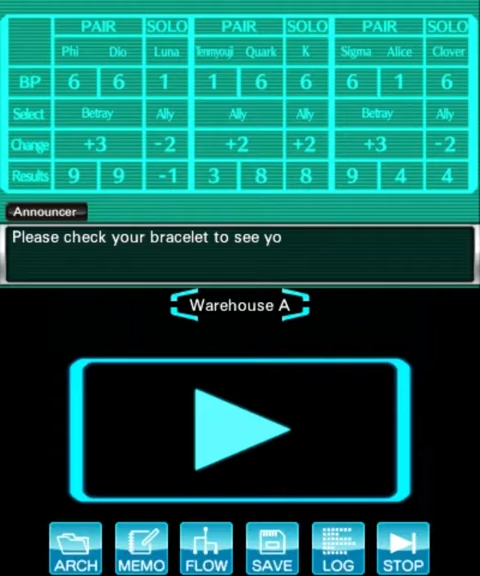 PAIR SOLO PAIR SOLO PAIR SOLO
Phi Dio Luna Tenmyouji Quark K Sigma Alice Clover
BP 6 6 1 1 6 6 6 1 6
Select Betray Ally Ally Ally Betray Ally
Change +3 -2 +2 +2 +3 -2
Results 9 9 -1 3 8 8 9 4 4
Announcer
Please check your bracelet to see yo
Warehouse A
ARCH MEMO FLOW SAVE LOG STOP